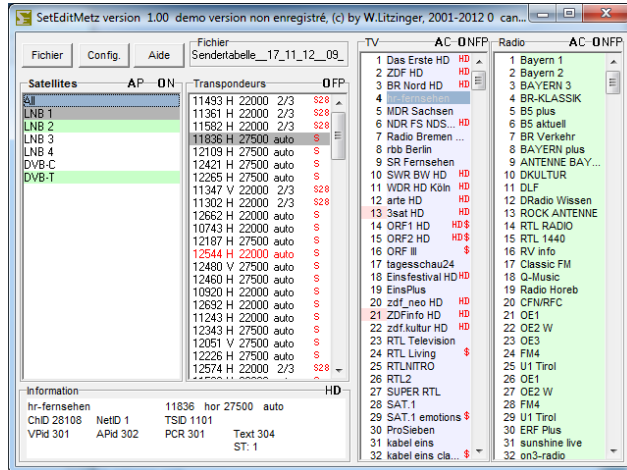 SetEditMetz version 1.00 demo version non enregistré, (c) by W.Litzinger, 2001-2012 0 can...
Fichier
Config.
Aide
Fichier
Sendertabelle__17_11_12__09_
Satellites AP ON
All
LNB 1
LNB 2
LNB 3
LNB 4
DVB-C
DVB-T
Transpondeurs OFP
11493 H 22000 2/3 S28
11361 H 22000 2/3 S28
11582 H 22000 2/3 S28
11836 H 27500 auto S
12109 H 27500 auto S
12421 H 27500 auto S
12265 H 27500 auto S
11347 V 22000 2/3 S28
11302 H 22000 2/3 S28
12662 H 22000 auto S
10743 H 22000 auto S
12187 H 27500 auto S
12544 H 22000 auto S
12480 V 27500 auto S
12460 H 27500 auto S
10920 H 22000 auto S
12692 H 22000 auto S
11243 H 22000 auto S
12343 H 27500 auto S
12051 V 27500 auto S
12226 H 27500 auto S
12574 H 22000 2/3 S28
TV AC ONFP
1 Das Erste HD HD
2 ZDF HD HD
3 BR Nord HD HD
4 hr-fernsehen
5 MDR Sachsen
6 NDR FS NDS... HD
7 Radio Bremen ...
8 rbb Berlin
9 SR Fernsehen
10 SWR BW HD HD
11 WDR HD Köln HD
12 arte HD HD
13 3sat HD HD
14 ORF1 HD HD$
15 ORF2 HD HD$
16 ORF III $
17 tagesschau24
18 Einsfestival HD HD
19 EinsPlus
20 zdf_neo HD HD
21 ZDFinfo HD HD
22 zdf.kultur HD HD
23 RTL Television
24 RTL Living $
25 RTLNITRO
26 RTL2
27 SUPER RTL
28 SAT.1
29 SAT.1 emotions $
30 ProSieben
31 kabel eins
32 kabel eins cla... $
Radio AC ONFP
1 Bayern 1
2 Bayern 2
3 BAYERN 3
4 BR-KLASSIK
5 B5 plus
6 B5 aktuell
7 BR Verkehr
8 BAYERN plus
9 ANTENNE BAY...
10 DKULTUR
11 DLF
12 DRadio Wissen
13 ROCK ANTENNE
14 RTL RADIO
15 RTL 1440
16 RV info
17 Classic FM
18 Q-Music
19 Radio Horeb
20 CFN/RFC
21 OE1
22 OE2 W
23 OE3
24 FM4
25 U1 Tirol
26 OE1
27 OE2 W
28 FM4
29 U1 Tirol
30 ERF Plus
31 sunshine live
32 on3-radio
Information HD
hr-fernsehen 11836 hor 27500 auto
ChID 28108 NetID 1 TSID 1101
VPid 301 APid 302 PCR 301 Text 304
ST: 1